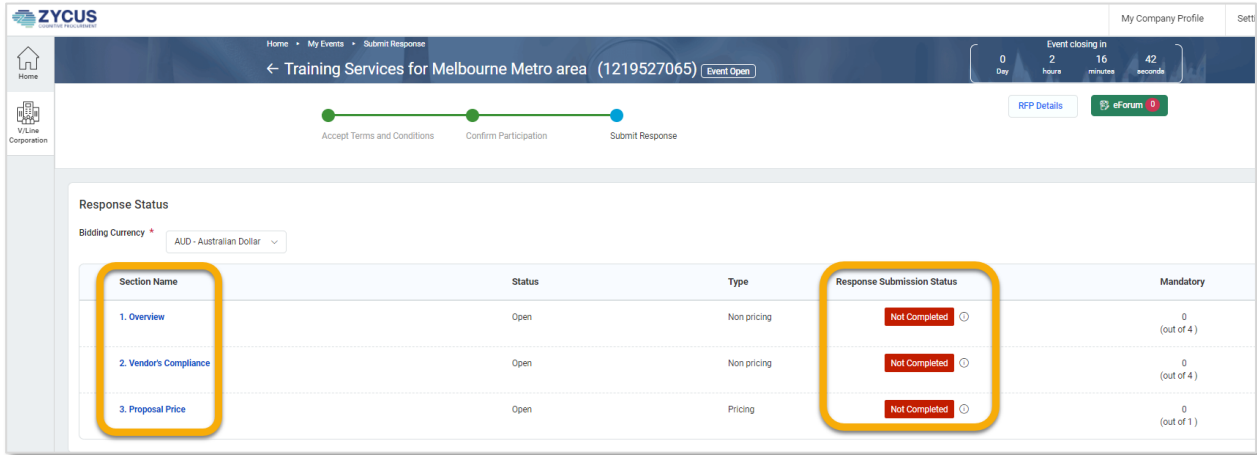 ZYCUS
COGNITIVE PROCUREMENT
My Company Profile
Setti
Home
V/Line
Corporation
Home • My Events • Submit Response
← Training Services for Melbourne Metro area (1219527065) Event Open
Event closing in
0 2 16 42
Day hours minutes seconds
RFP Details
eForum 0
Accept Terms and Conditions Confirm Participation Submit Response
Response Status
Bidding Currency * AUD - Australian Dollar
Section Name Status Type Response Submission Status Mandatory
1. Overview Open Non pricing Not Completed 0
(out of 4 )
2. Vendor's Compliance Open Non pricing Not Completed 0
(out of 4 )
3. Proposal Price Open Pricing Not Completed 0
(out of 1 )